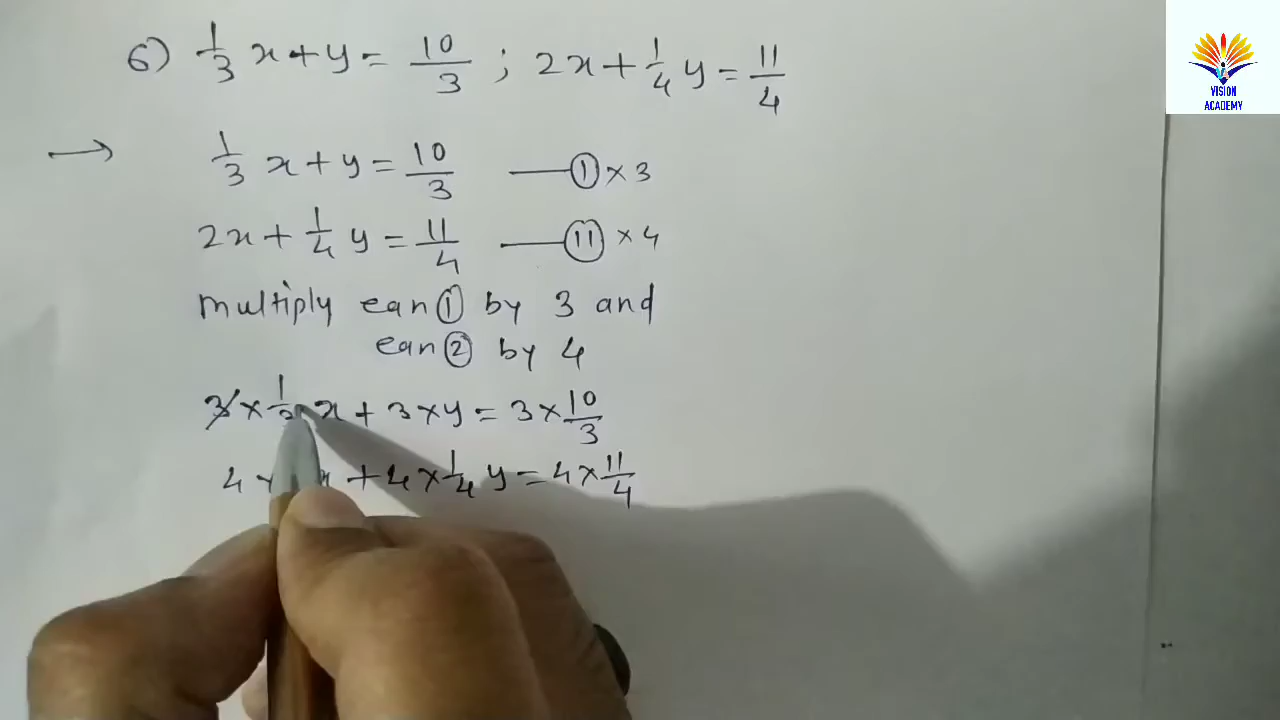 6) 1/3 x + y = 10/3 ; 2x + 1/4 y = 11/4
→ 1/3 x + y = 10/3 —① × 3
2x + 1/4 y = 11/4 —⑪ × 4
multiply eqn ① by 3 and
eqn ② by 4
3 × 1/3 x + 3 × y = 3 × 10/3
4 × x + 4 × 1/4 y = 4 × 11/4
VISION
ACADEMY